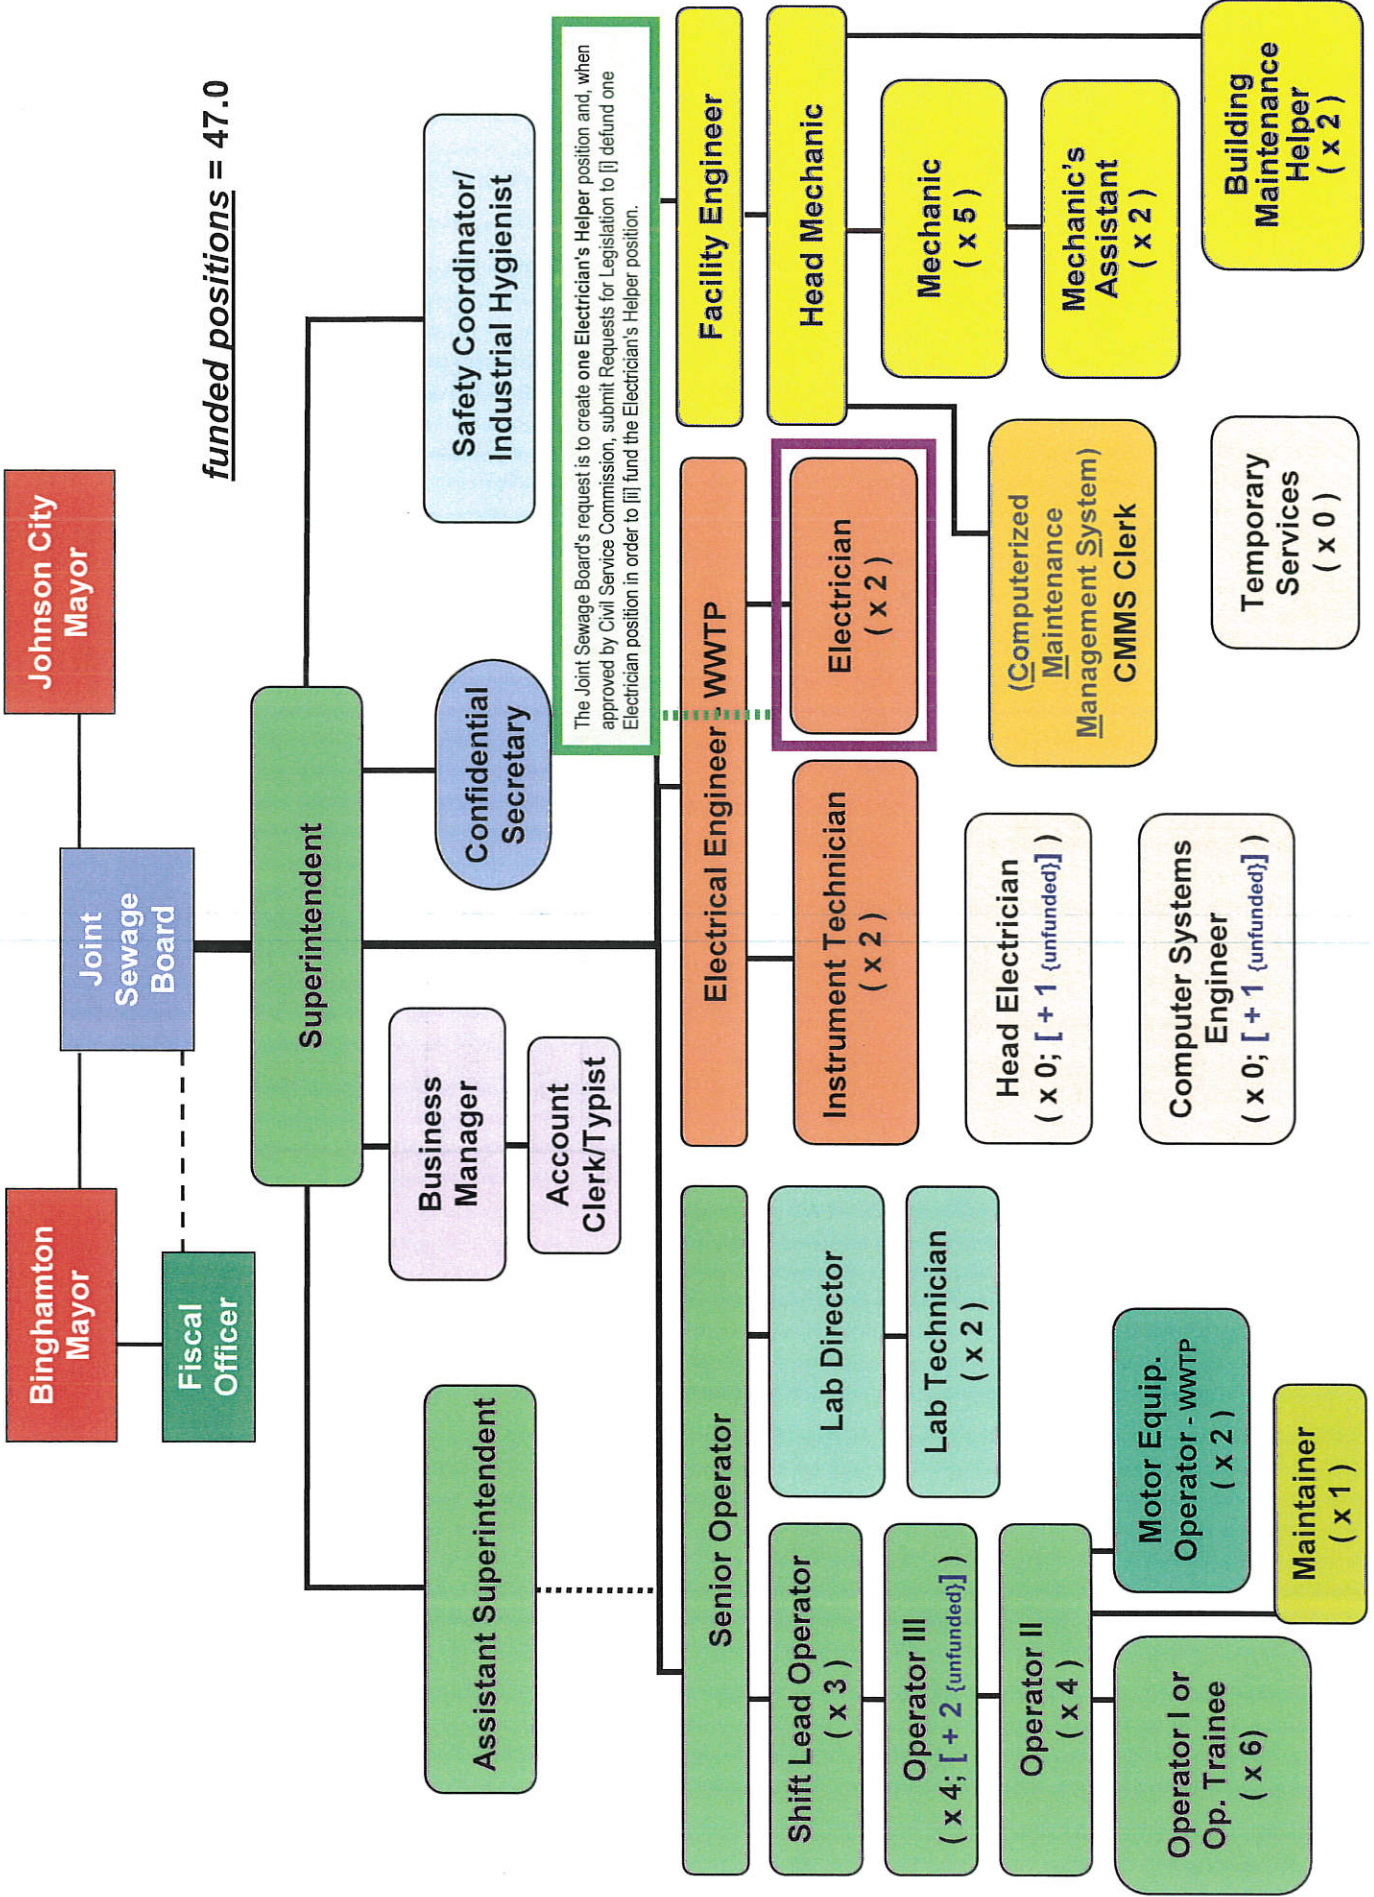 Binghamton
Mayor
Joint
Sewage
Board
Johnson City
Mayor
Fiscal
Officer
funded positions = 47.0
Superintendent
Assistant Superintendent
Business
Manager
Account
Clerk/Typist
Confidential
Secretary
Safety Coordinator/
Industrial Hygienist
The Joint Sewage Board's request is to create one Electrician's Helper position and, when
approved by Civil Service Commission, submit Requests for Legislation to [i] defund one
Electrician position in order to [ii] fund the Electrician's Helper position.
Senior Operator
Electrical Engineer - WWTP
Facility Engineer
Shift Lead Operator
( x 3 )
Lab Director
Instrument Technician
( x 2 )
Electrician
( x 2 )
Head Mechanic
Operator III
( x 4; [ + 2 {unfunded}] )
Lab Technician
( x 2 )
Mechanic
( x 5 )
Operator II
( x 4 )
Head Electrician
( x 0; [ + 1 {unfunded}] )
(Computerized
Maintenance
Management System)
CMMS Clerk
Mechanic's
Assistant
( x 2 )
Operator I or
Op. Trainee
( x 6)
Motor Equip.
Operator - WWTP
( x 2 )
Computer Systems
Engineer
( x 0; [ + 1 {unfunded}] )
Temporary
Services
( x 0 )
Building
Maintenance
Helper
( x 2 )
Maintainer
( x 1 )